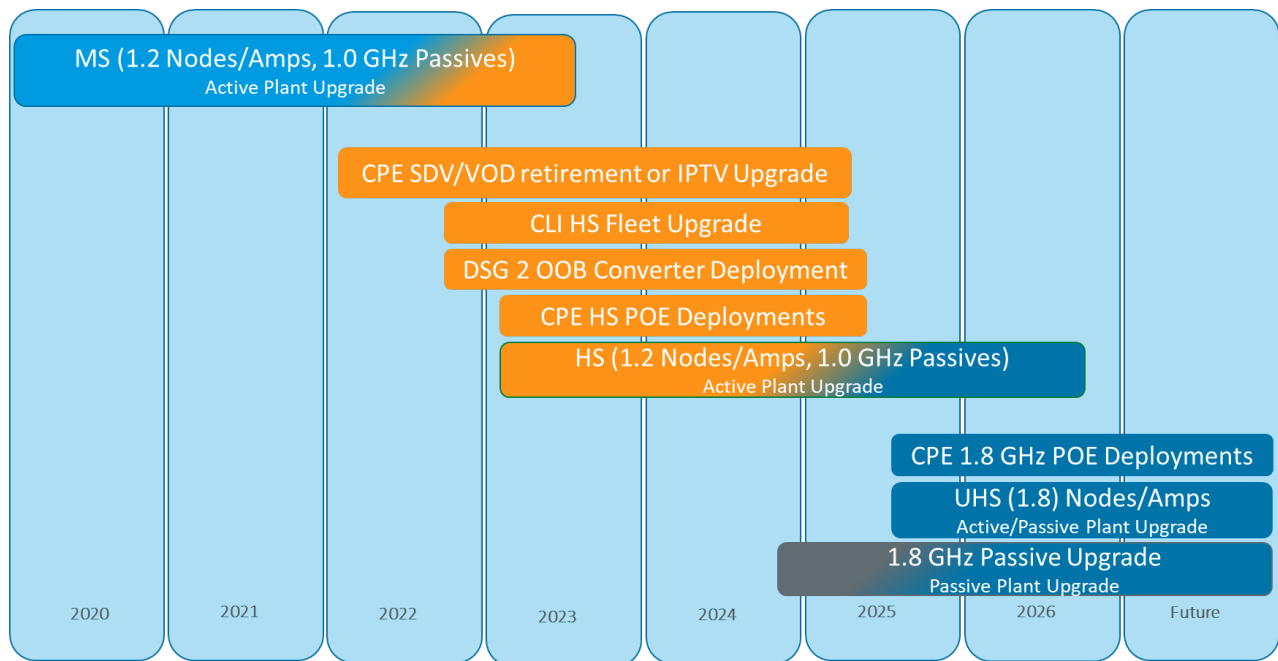 MS (1.2 Nodes/Amps, 1.0 GHz Passives)
Active Plant Upgrade
CPE SDV/VOD retirement or IPTV Upgrade
CLI HS Fleet Upgrade
DSG 2 OOB Converter Deployment
CPE HS POE Deployments
HS (1.2 Nodes/Amps, 1.0 GHz Passives)
Active Plant Upgrade
CPE 1.8 GHz POE Deployments
UHS (1.8) Nodes/Amps
Active/Passive Plant Upgrade
1.8 GHz Passive Upgrade
Passive Plant Upgrade
2020 2021 2022 2023 2024 2025 2026 Future